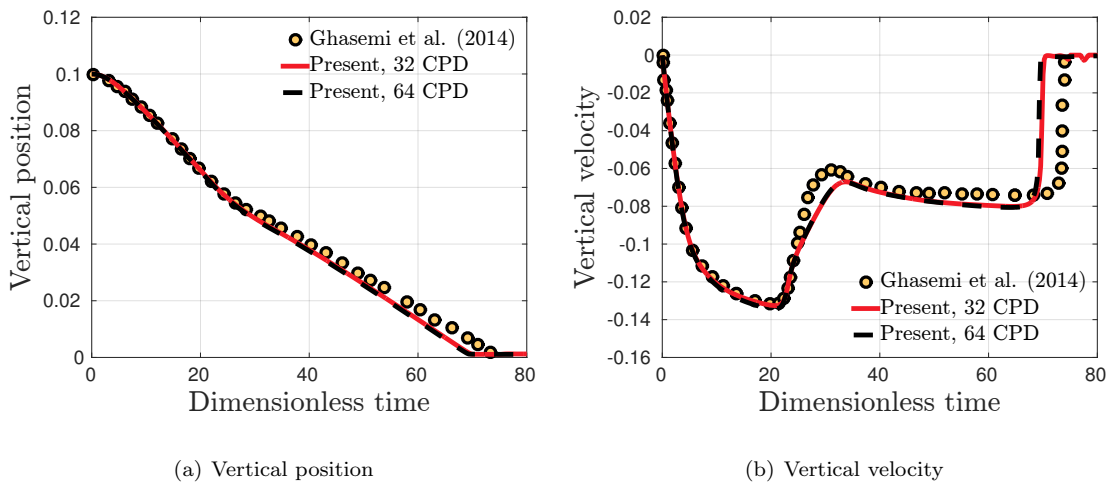 0.12
0.1
0.08
0.06
0.04
0.02
0
Vertical position
Ghasemi et al. (2014)
Present, 32 CPD
Present, 64 CPD
0 20 40 60 80
Dimensionless time
(a) Vertical position
0.02
0
-0.02
-0.04
-0.06
-0.08
-0.1
-0.12
-0.14
-0.16
Vertical velocity
Ghasemi et al. (2014)
Present, 32 CPD
Present, 64 CPD
0 20 40 60 80
Dimensionless time
(b) Vertical velocity